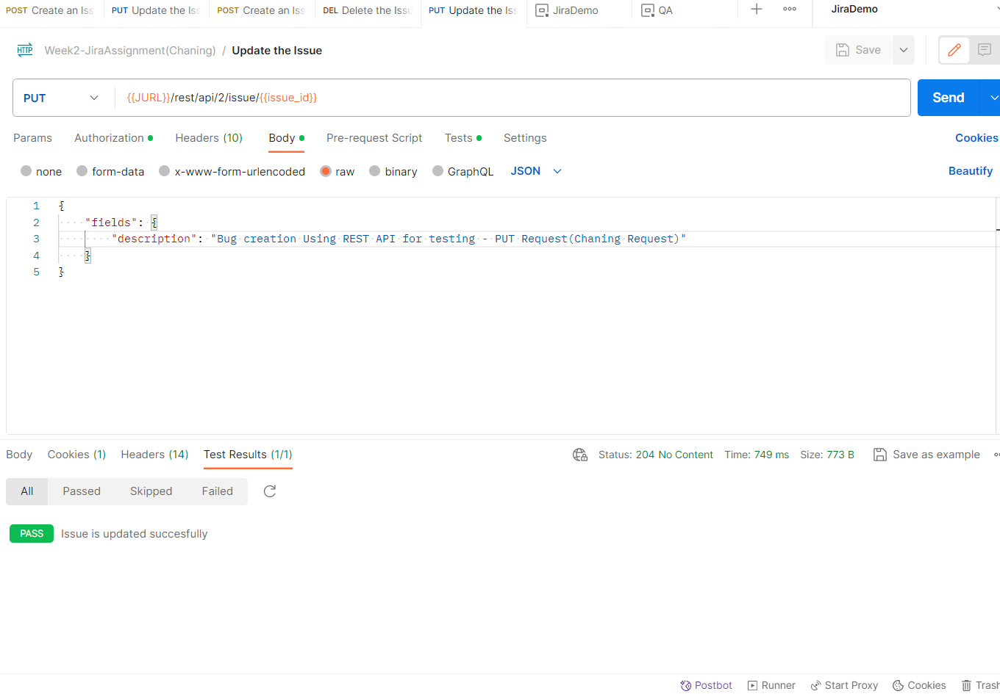 POST Create an Iss PUT Update the Iss POST Create an Iss DEL Delete the Issu PUT Update the Iss JiraDemo QA JiraDemo
HTTP Week2-JiraAssignment(Chaning) / Update the Issue Save
PUT {{JURL}}/rest/api/2/issue/{{issue_id}} Send
Params Authorization Headers (10) Body Pre-request Script Tests Settings Cookies
none form-data x-www-form-urlencoded raw binary GraphQL JSON Beautify
1 {
2 "fields": {
3 "description": "Bug creation Using REST API for testing - PUT Request(Chaning Request)"
4 }
5 }
Body Cookies (1) Headers (14) Test Results (1/1) Status: 204 No Content Time: 749 ms Size: 773 B Save as example
All Passed Skipped Failed
PASS Issue is updated succesfully
Postbot Runner Start Proxy Cookies Trash